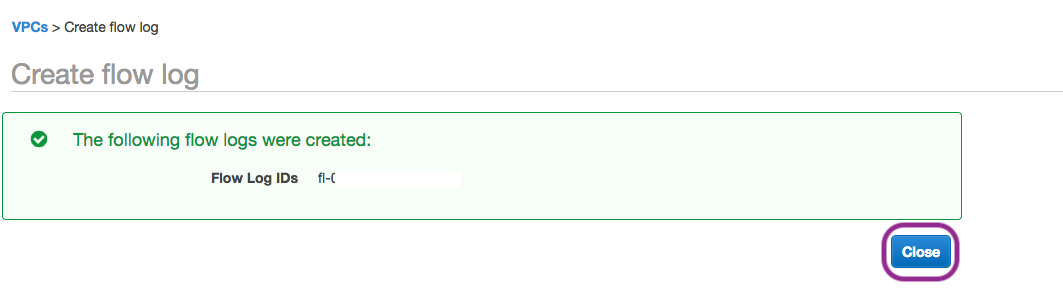 VPCs > Create flow log
Create flow log
The following flow logs were created:
Flow Log IDs fl-0
Close